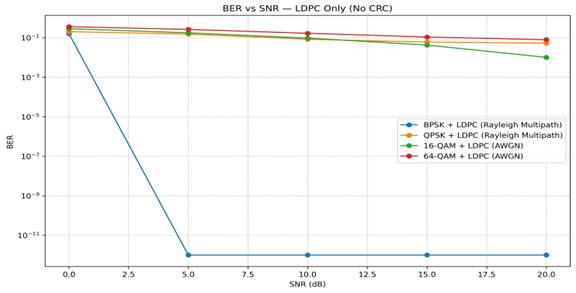 BER vs SNR — LDPC Only (No CRC)
BER
10⁻¹
10⁻³
10⁻⁵
10⁻⁷
10⁻⁹
10⁻¹¹
BPSK + LDPC (Rayleigh Multipath)
QPSK + LDPC (Rayleigh Multipath)
16-QAM + LDPC (AWGN)
64-QAM + LDPC (AWGN)
0.0 2.5 5.0 7.5 10.0 12.5 15.0 17.5 20.0
SNR (dB)